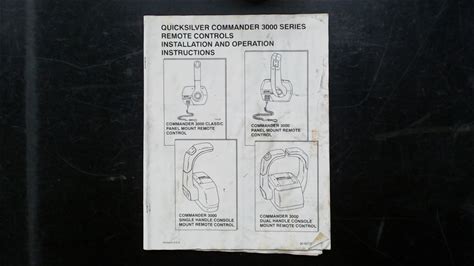 QUICKSILVER COMMANDER 3000 SERIES
REMOTE CONTROLS
INSTALLATION AND OPERATION
INSTRUCTIONS
COMMANDER 3000 CLASSIC
PANEL MOUNT REMOTE
CONTROL
COMMANDER 3000
PANEL MOUNT REMOTE
CONTROL
COMMANDER 3000
SINGLE HANDLE CONSOLE
MOUNT REMOTE CONTROL
COMMANDER 3000
DUAL HANDLE CONSOLE
MOUNT REMOTE CONTROL